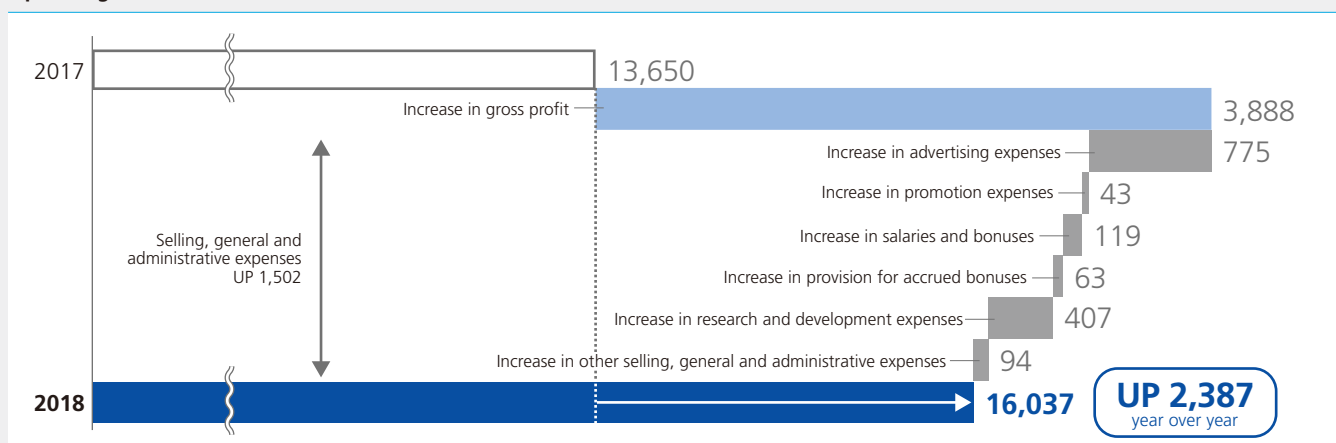 2017
13,650
Increase in gross profit
3,888
Increase in advertising expenses
775
Increase in promotion expenses
43
Selling, general and
administrative expenses
UP 1,502
Increase in salaries and bonuses
119
Increase in provision for accrued bonuses
63
Increase in research and development expenses
407
Increase in other selling, general and administrative expenses
94
2018
16,037
UP 2,387
year over year